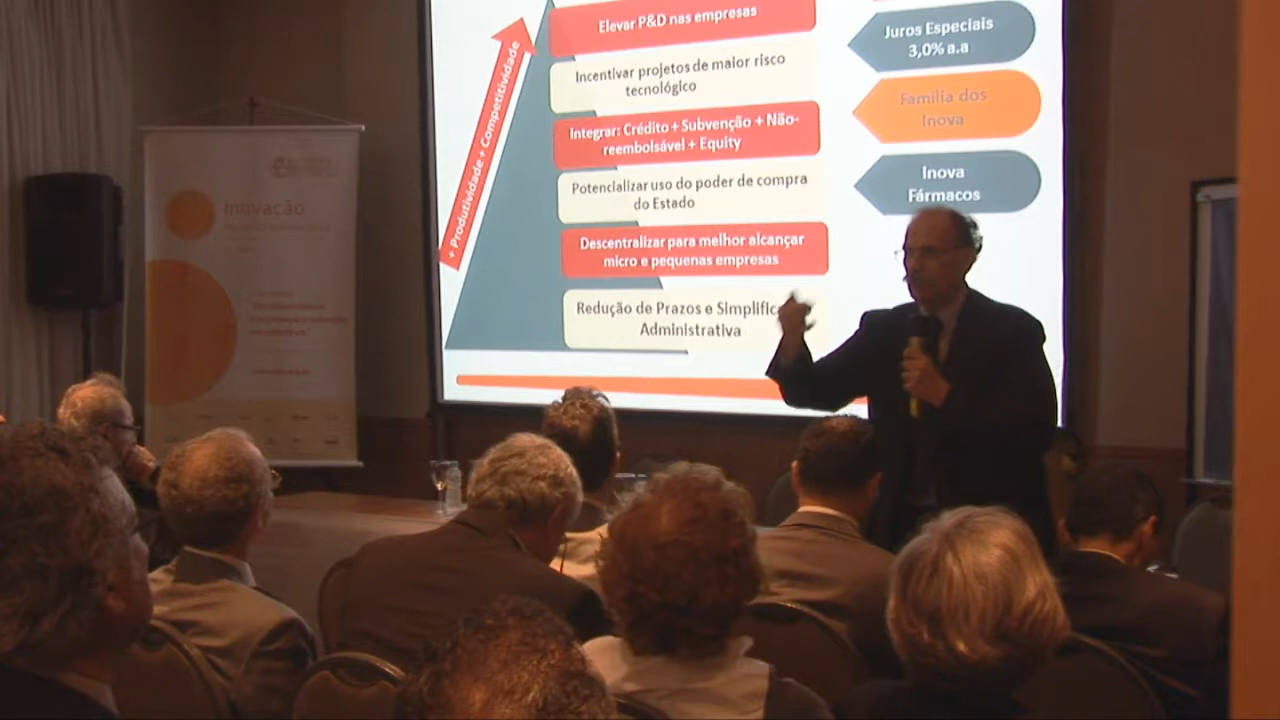 + Produtividade + Competitividade
Elevar P&D nas empresas
Incentivar projetos de maior risco
tecnológico
Integrar: Crédito + Subvenção + Não-
reembolsável + Equity
Potencializar uso do poder de compra
do Estado
Descentralizar para melhor alcançar
micro e pequenas empresas
Redução de Prazos e Simplific
Administrativa
Juros Especiais
3,0% a.a
Família dos
Inova
Inova
Fármacos
Inovação